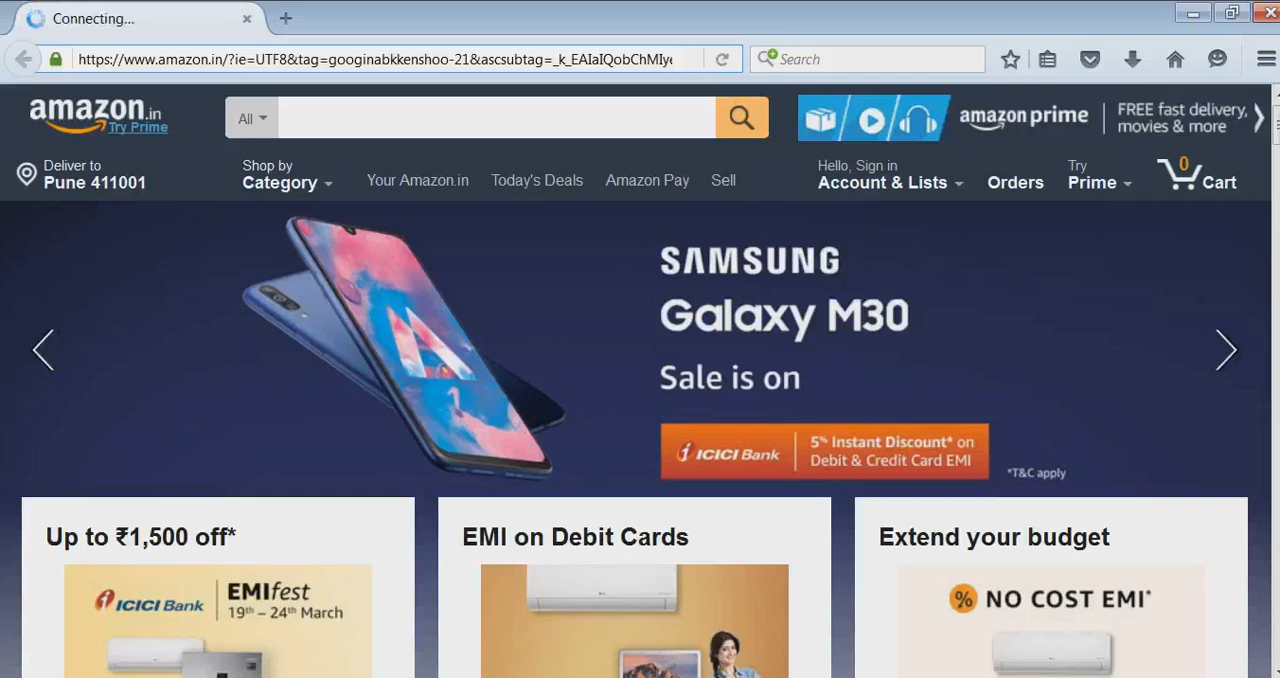 Connecting...
https://www.amazon.in/?ie=UTF8&tag=googinabkkenshoo-21&ascsubtag=_k_EAIaIQobChMIy
Search
amazon.in
Try Prime
All
amazon prime
FREE fast delivery,
movies & more
Deliver to
Pune 411001
Shop by
Category
Your Amazon.in
Today's Deals
Amazon Pay
Sell
Hello, Sign in
Account & Lists
Orders
Try
Prime
0
Cart
SAMSUNG
Galaxy M30
Sale is on
ICICI Bank
5% Instant Discount* on
Debit & Credit Card EMI
*T&C apply
Up to ₹1,500 off*
EMI on Debit Cards
Extend your budget
ICICI Bank
EMIfest
19th – 24th March
% NO COST EMI*